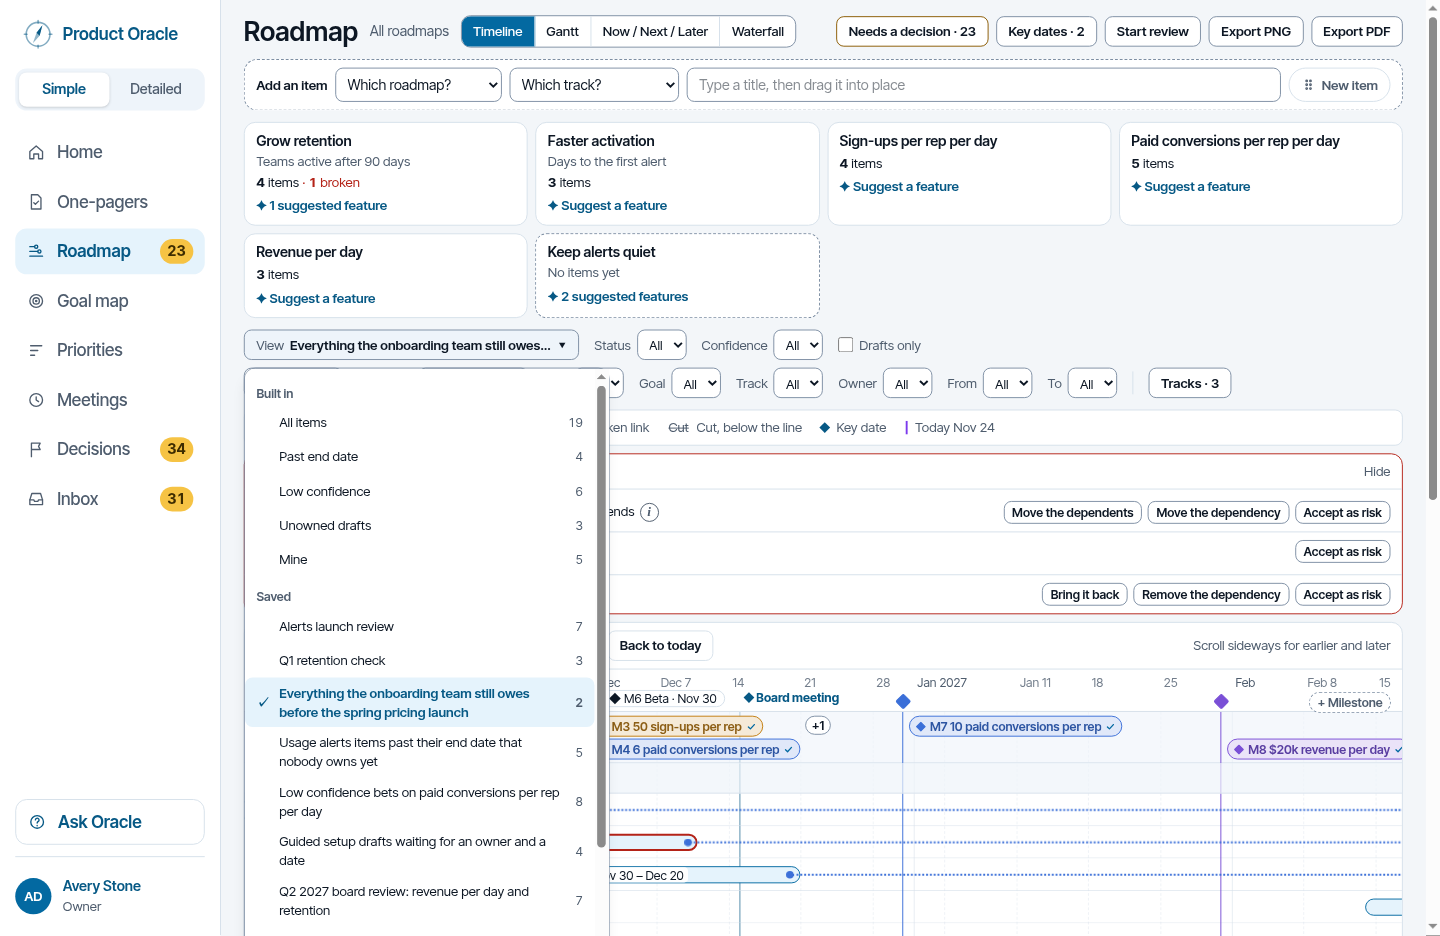 Product Oracle
Simple
Detailed
Home
One-pagers
Roadmap 23
Goal map
Priorities
Meetings
Decisions 34
Inbox 31
Ask Oracle
AD
Avery Stone
Owner
Roadmap
All roadmaps
Timeline
Gantt
Now / Next / Later
Waterfall
Needs a decision · 23
Key dates · 2
Start review
Export PNG
Export PDF
Add an item
Which roadmap?
Which track?
Type a title, then drag it into place
New item
Grow retention
Teams active after 90 days
4 items · 1 broken
1 suggested feature
Faster activation
Days to the first alert
3 items
Suggest a feature
Sign-ups per rep per day
4 items
Suggest a feature
Paid conversions per rep per day
5 items
Suggest a feature
Revenue per day
3 items
Suggest a feature
Keep alerts quiet
No items yet
2 suggested features
View Everything the onboarding team still owes...
Status All
Confidence All
Drafts only
Goal All
Track All
Owner All
From All
To All
Tracks · 3
Built in
All items 19
Past end date 4
Low confidence 6
Unowned drafts 3
Mine 5
Saved
Alerts launch review 7
Q1 retention check 3
Everything the onboarding team still owes
before the spring pricing launch 2
Usage alerts items past their end date that
nobody owns yet 5
Low confidence bets on paid conversions per rep
per day 8
Guided setup drafts waiting for an owner and a
date 4
Q2 2027 board review: revenue per day and
retention 7
ken link
Cut Cut, below the line
Key date
Today Nov 24
Hide
ends i
Move the dependents
Move the dependency
Accept as risk
Accept as risk
Bring it back
Remove the dependency
Accept as risk
Back to today
Scroll sideways for earlier and later
ec
Dec 7
14
21
28
Jan 2027
Jan 11
18
25
Feb
Feb 8
15
M6 Beta · Nov 30
Board meeting
+ Milestone
M3 50 sign-ups per rep
+1
M7 10 paid conversions per rep
M4 6 paid conversions per rep
M8 $20k revenue per day
v 30 – Dec 20